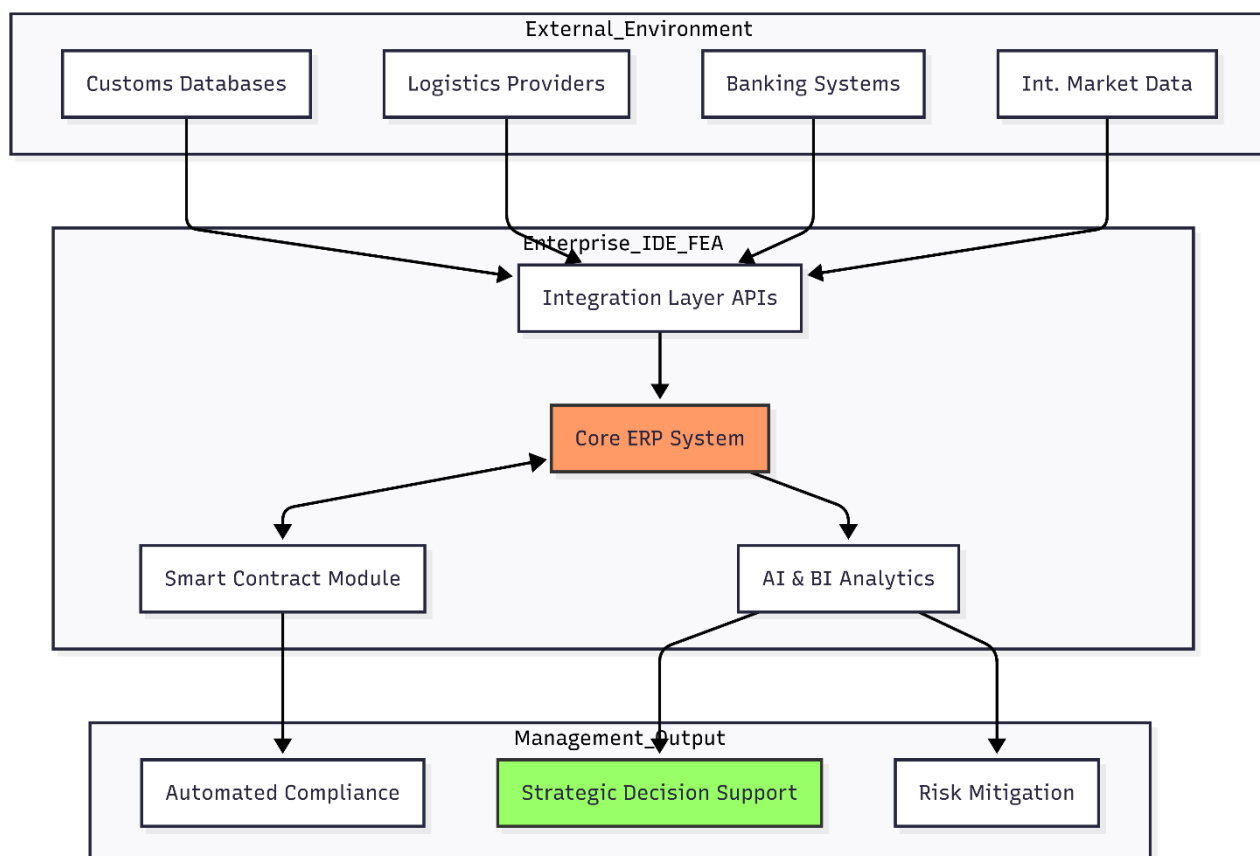 External_Environment
Customs Databases
Logistics Providers
Banking Systems
Int. Market Data
Enterprise_IDE_FEA
Integration Layer APIs
Core ERP System
Smart Contract Module
AI & BI Analytics
Management_Output
Automated Compliance
Strategic Decision Support
Risk Mitigation